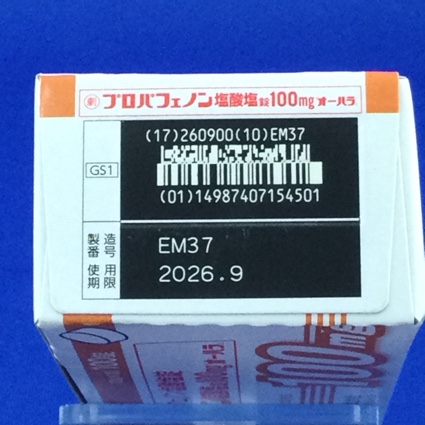 劇 プロパフェノン塩酸塩錠100mg オーハラ
(17)260900(10)EM37
GS1
(01)14987407154501
製造番号 EM37
使用期限 2026.9
100mg